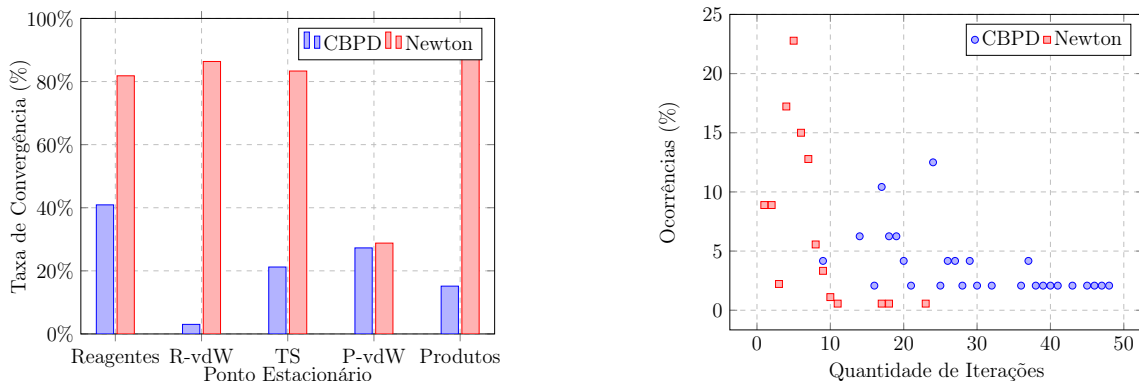 100%
80%
60%
40%
20%
0%
Taxa de Convergência (%)
CBPD Newton
Reagentes R-vdW TS P-vdW Produtos
Ponto Estacionário
25
20
15
10
5
0
Ocorrências (%)
CBPD Newton
0 10 20 30 40 50
Quantidade de Iterações